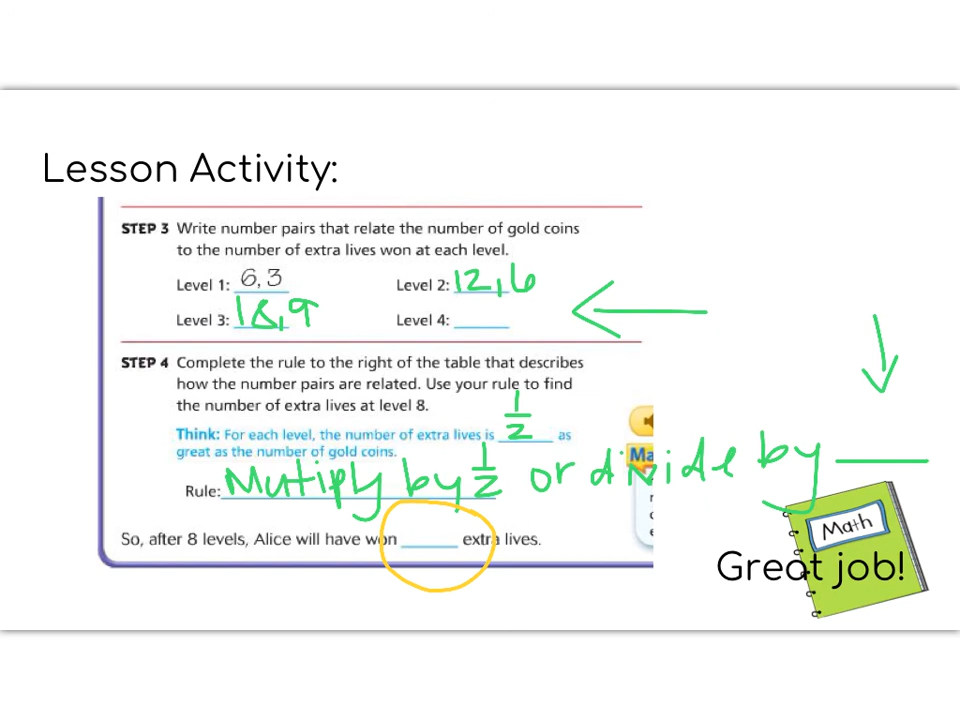 Lesson Activity:
STEP 3 Write number pairs that relate the number of gold coins
to the number of extra lives won at each level.
Level 1: 6,3 Level 2: 12,6
Level 3: 18,9 Level 4: ______
STEP 4 Complete the rule to the right of the table that describes
how the number pairs are related. Use your rule to find
the number of extra lives at level 8.
Think: For each level, the number of extra lives is 1/2 as
great as the number of gold coins.
Ma
Rule: Mutiply by 1/2 or divide by ____
So, after 8 levels, Alice will have won ______ extra lives.
Math
Great job!